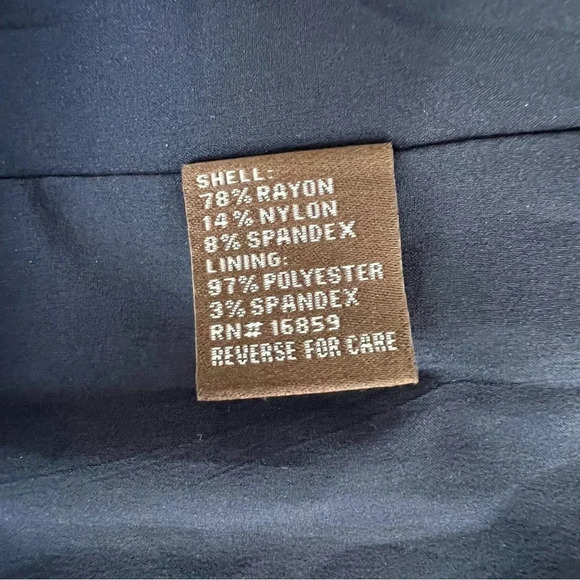 SHELL:
78% RAYON
14% NYLON
8% SPANDEX
LINING:
97% POLYESTER
3% SPANDEX
RN# 16859
REVERSE FOR CARE